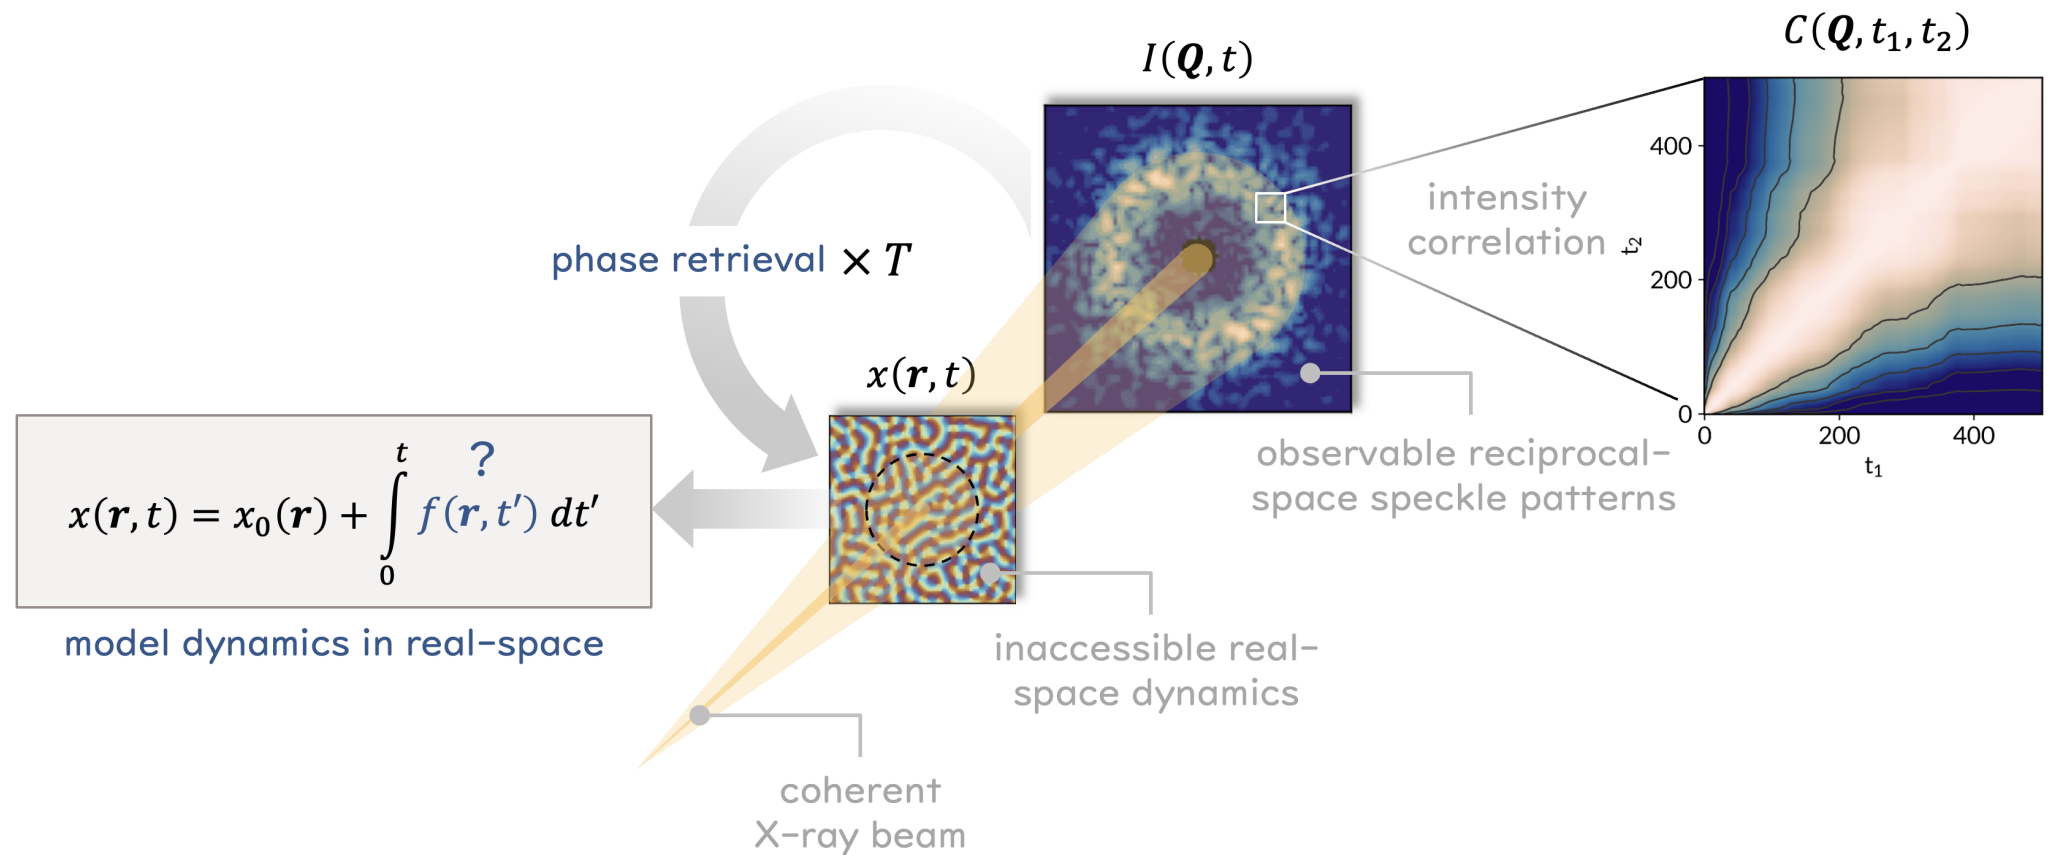 C(Q, t₁, t₂)
I(Q, t)
400
200
0
t₂
0
200
400
t₁
intensity
correlation
phase retrieval × T
x(r, t)
observable reciprocal-
space speckle patterns
t
?
x(r, t) = x₀(r) + ∫ f(r, t′) dt′
0
model dynamics in real-space
inaccessible real-
space dynamics
coherent
X-ray beam